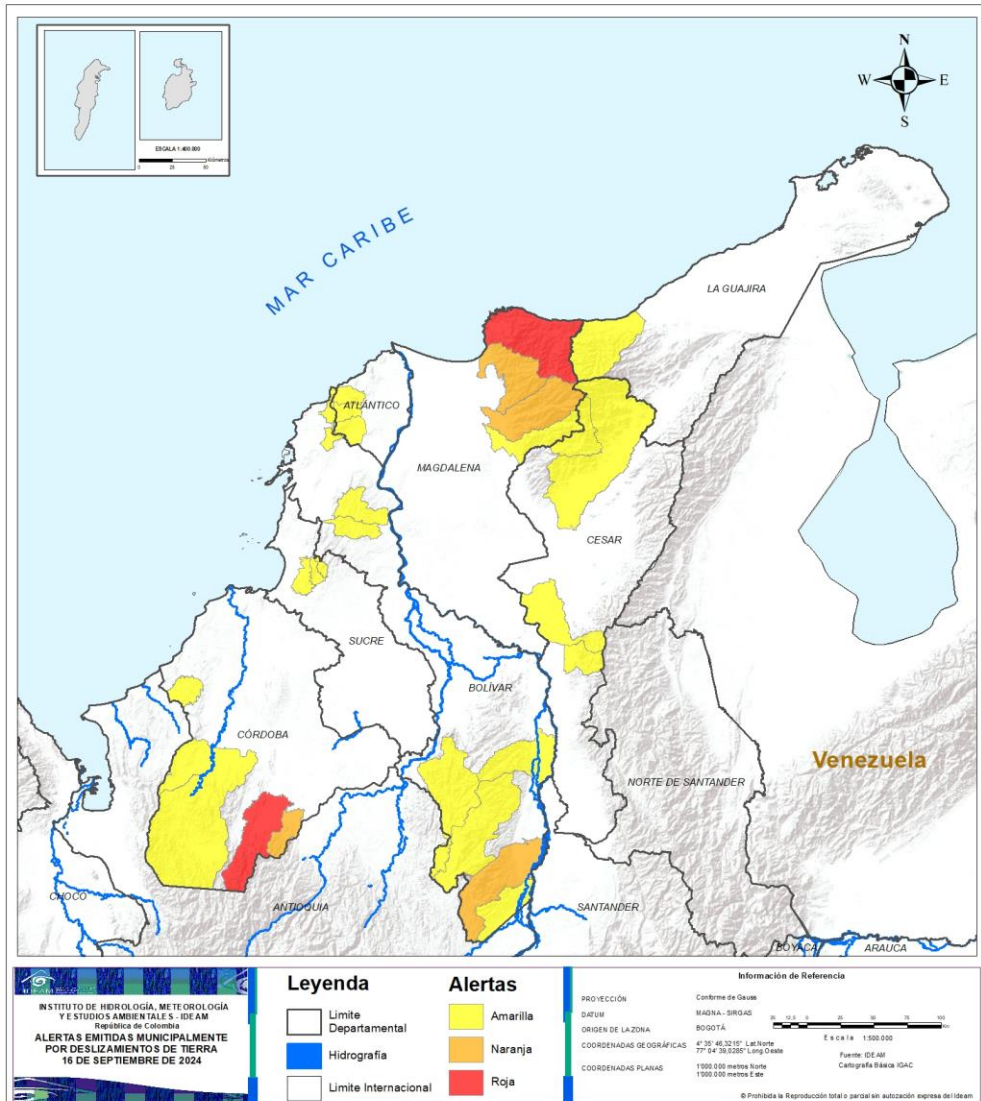 ESCALA 1:400.000
N
W
E
S
MAR CARIBE
LA GUAJIRA
ATLÁNTICO
MAGDALENA
CESAR
SUCRE
BOLÍVAR
CÓRDOBA
NORTE DE SANTANDER
Venezuela
CHOCO
ANTIOQUIA
SANTANDER
BOYACÁ
ARAUCA
IDEAM
INSTITUTO DE HIDROLOGÍA, METEOROLOGÍA
Y ESTUDIOS AMBIENTALES - IDEAM
República de Colombia
ALERTAS EMITIDAS MUNICIPALMENTE
POR DESLIZAMIENTOS DE TIERRA
16 DE SEPTIEMBRE DE 2024
Leyenda
Limite
Departamental
Hidrografía
Limite Internacional
Alertas
Amarilla
Naranja
Roja
Información de Referencia
PROYECCIÓN Conforme de Gauss
DATUM MAGNA - SIRGAS
ORIGEN DE LA ZONA BOGOTÁ
COORDENADAS GEOGRÁFICAS 4° 35' 46,3215" Lat.Norte
77° 04' 39,0285" Long.Oeste
COORDENADAS PLANAS 1'000.000 metros Norte
1'000.000 metros Este
Escala 1:500.000
Fuente: IDEAM
Cartografía Básica IGAC
© Prohibida la Reproducción total o parcial sin autozación expresa del Ideam